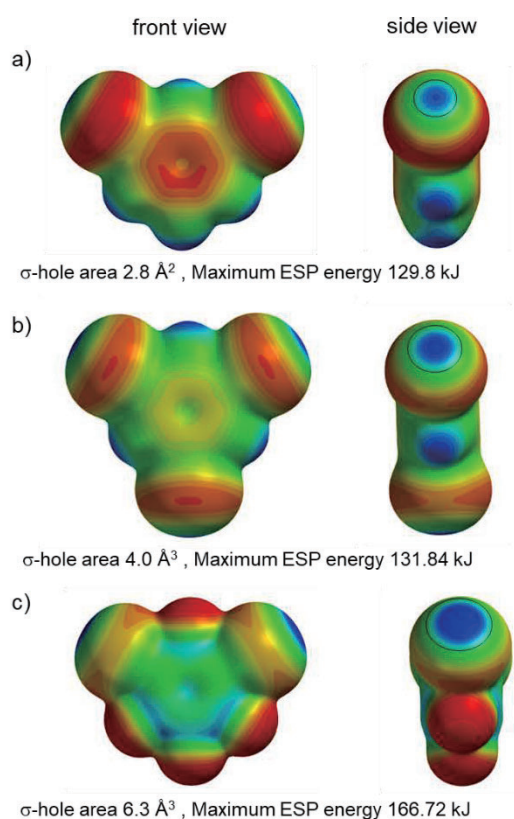 front view side view
a)
σ-hole area 2.8 Å² , Maximum ESP energy 129.8 kJ
b)
σ-hole area 4.0 Å³ , Maximum ESP energy 131.84 kJ
c)
σ-hole area 6.3 Å³ , Maximum ESP energy 166.72 kJ